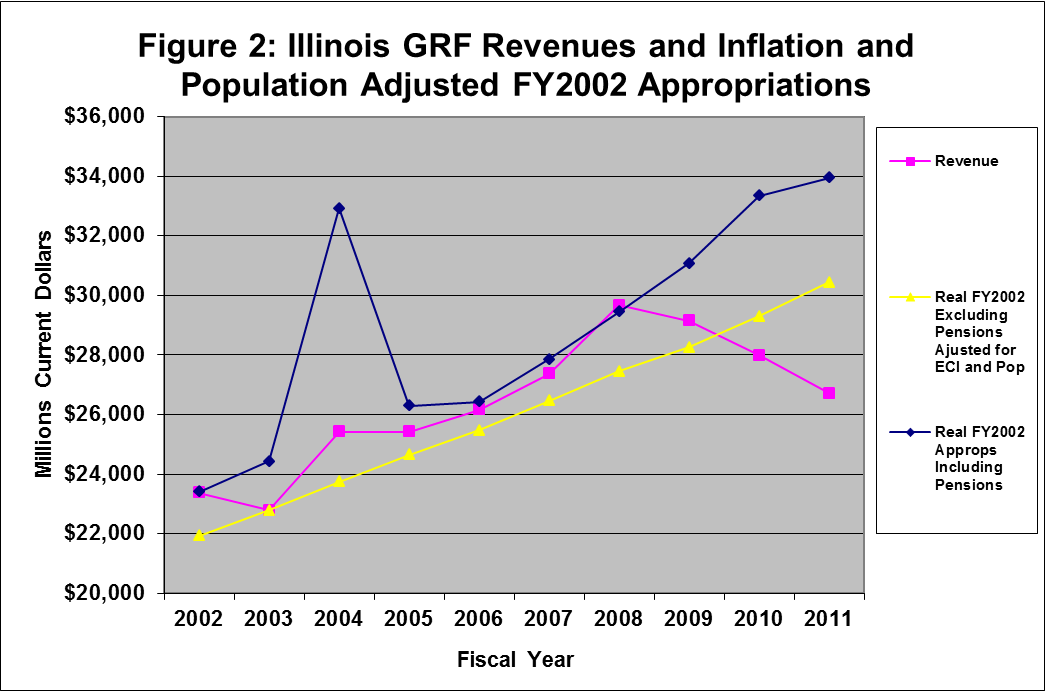 Figure 2: Illinois GRF Revenues and Inflation and
Population Adjusted FY2002 Appropriations
$36,000
$34,000
$32,000
$30,000
$28,000
$26,000
$24,000
$22,000
$20,000
Millions Current Dollars
2002 2003 2004 2005 2006 2007 2008 2009 2010 2011
Fiscal Year
Revenue
Real FY2002
Excluding
Pensions
Ajusted for
ECI and Pop
Real FY2002
Approps
Including
Pensions